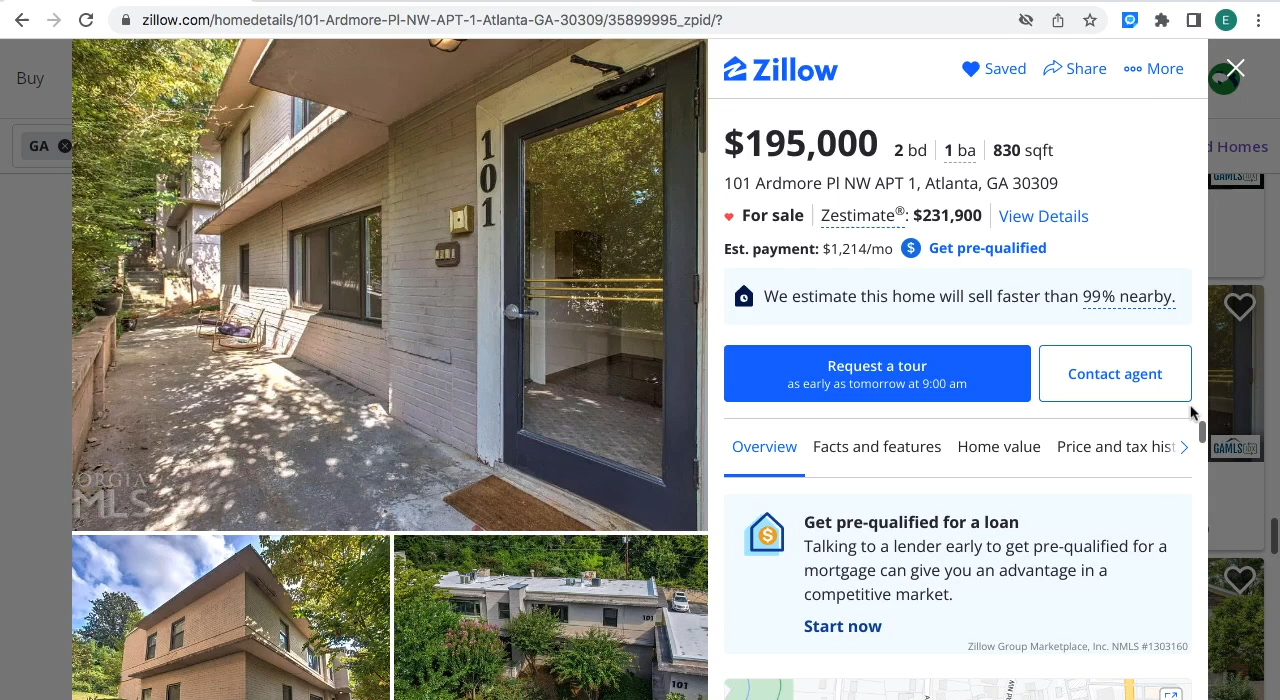 zillow.com/homedetails/101-Ardmore-Pl-NW-APT-1-Atlanta-GA-30309/35899995_zpid/?
E
Buy
GA
d Homes
101
Zillow
Saved
Share
More
$195,000 2 bd 1 ba 830 sqft
101 Ardmore Pl NW APT 1, Atlanta, GA 30309
For sale Zestimate®: $231,900 View Details
Est. payment: $1,214/mo $ Get pre-qualified
We estimate this home will sell faster than 99% nearby.
Request a tour
as early as tomorrow at 9:00 am
Contact agent
Overview Facts and features Home value Price and tax hist
Get pre-qualified for a loan
Talking to a lender early to get pre-qualified for a
mortgage can give you an advantage in a
competitive market.
Start now
Zillow Group Marketplace, Inc. NMLS #1303160
ORGIA
MLS
GAMLS
GAMLS
101
101